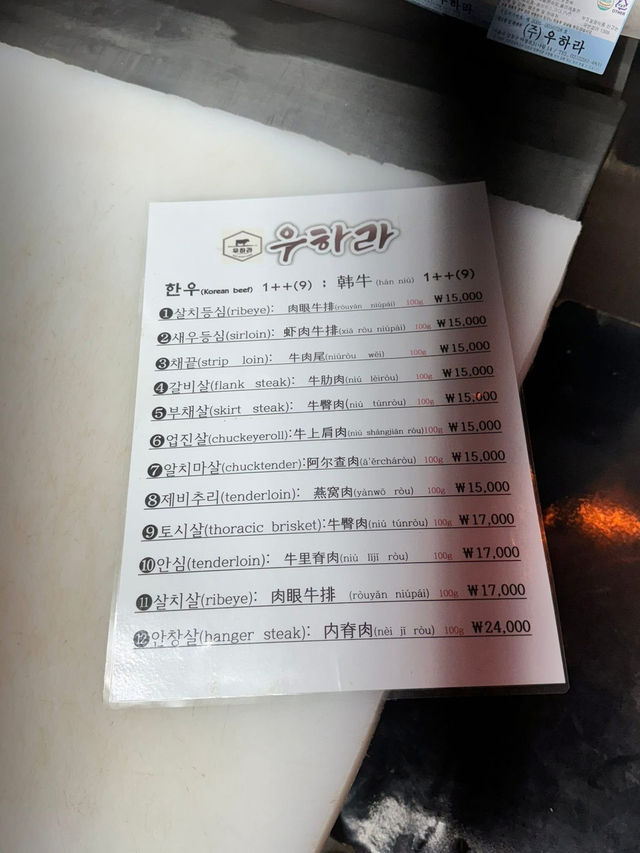 (주)우하라
우하라
우하라
한우(Korean beef) 1++(9) : 韩牛(hán niú) 1++(9)
❶살치등심(ribeye): 肉眼牛排(ròuyǎn niúpái) 100g ₩15,000
❷새우등심(sirloin): 虾肉牛排(xiā ròu niúpái) 100g ₩15,000
❸채끝(strip loin): 牛肉尾(niúròu wěi) 100g ₩15,000
❹갈비살(flank steak): 牛肋肉(niú lèiròu) 100g ₩15,000
❺부채살(skirt steak): 牛臀肉(niú túnròu) 100g ₩15,000
❻업진살(chuckeyeroll):牛上肩肉(niú shàngjiān ròu)100g ₩15,000
❼알치마살(chucktender):阿尔查肉(ā'ěrcháròu) 100g ₩15,000
❽제비추리(tenderloin): 燕窝肉(yànwō ròu) 100g ₩15,000
❾토시살(thoracic brisket):牛臀肉(niú túnròu) 100g ₩17,000
❿안심(tenderloin): 牛里脊肉(niú lǐjǐ ròu) 100g ₩17,000
⓫살치살(ribeye): 肉眼牛排 (ròuyǎn niúpái) 100g ₩17,000
⓬안창살(hanger steak): 内脊肉(nèi jǐ ròu) 100g ₩24,000